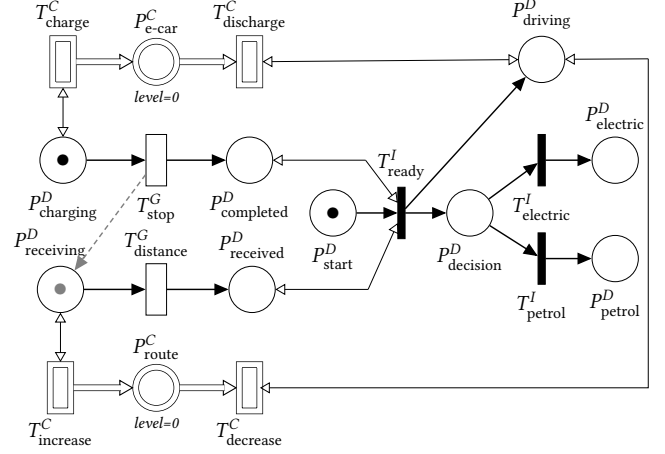 T^C_charge
P^C_e-car
T^C_discharge
P^D_driving
level=0
P^D_electric
T^I_ready
P^D_charging
T^G_stop
P^D_completed
T^I_electric
P^D_receiving
T^G_distance
P^D_received
P^D_start
P^D_decision
T^I_petrol
P^D_petrol
P^C_route
level=0
T^C_increase
T^C_decrease